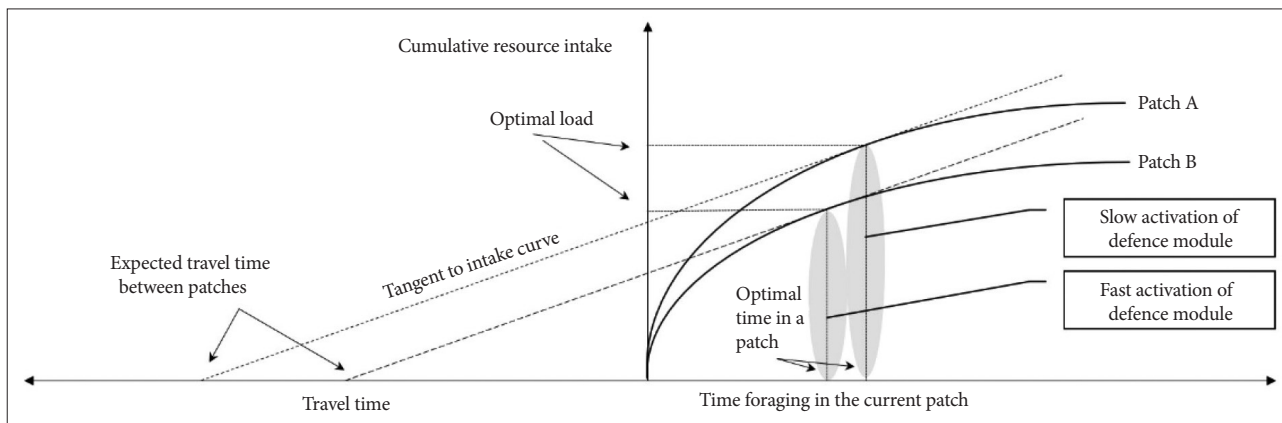 Cumulative resource intake
Optimal load
Patch A
Patch B
Slow activation of
defence module
Expected travel time
between patches
Tangent to intake curve
Optimal
time in a
patch
Fast activation of
defence module
Travel time
Time foraging in the current patch